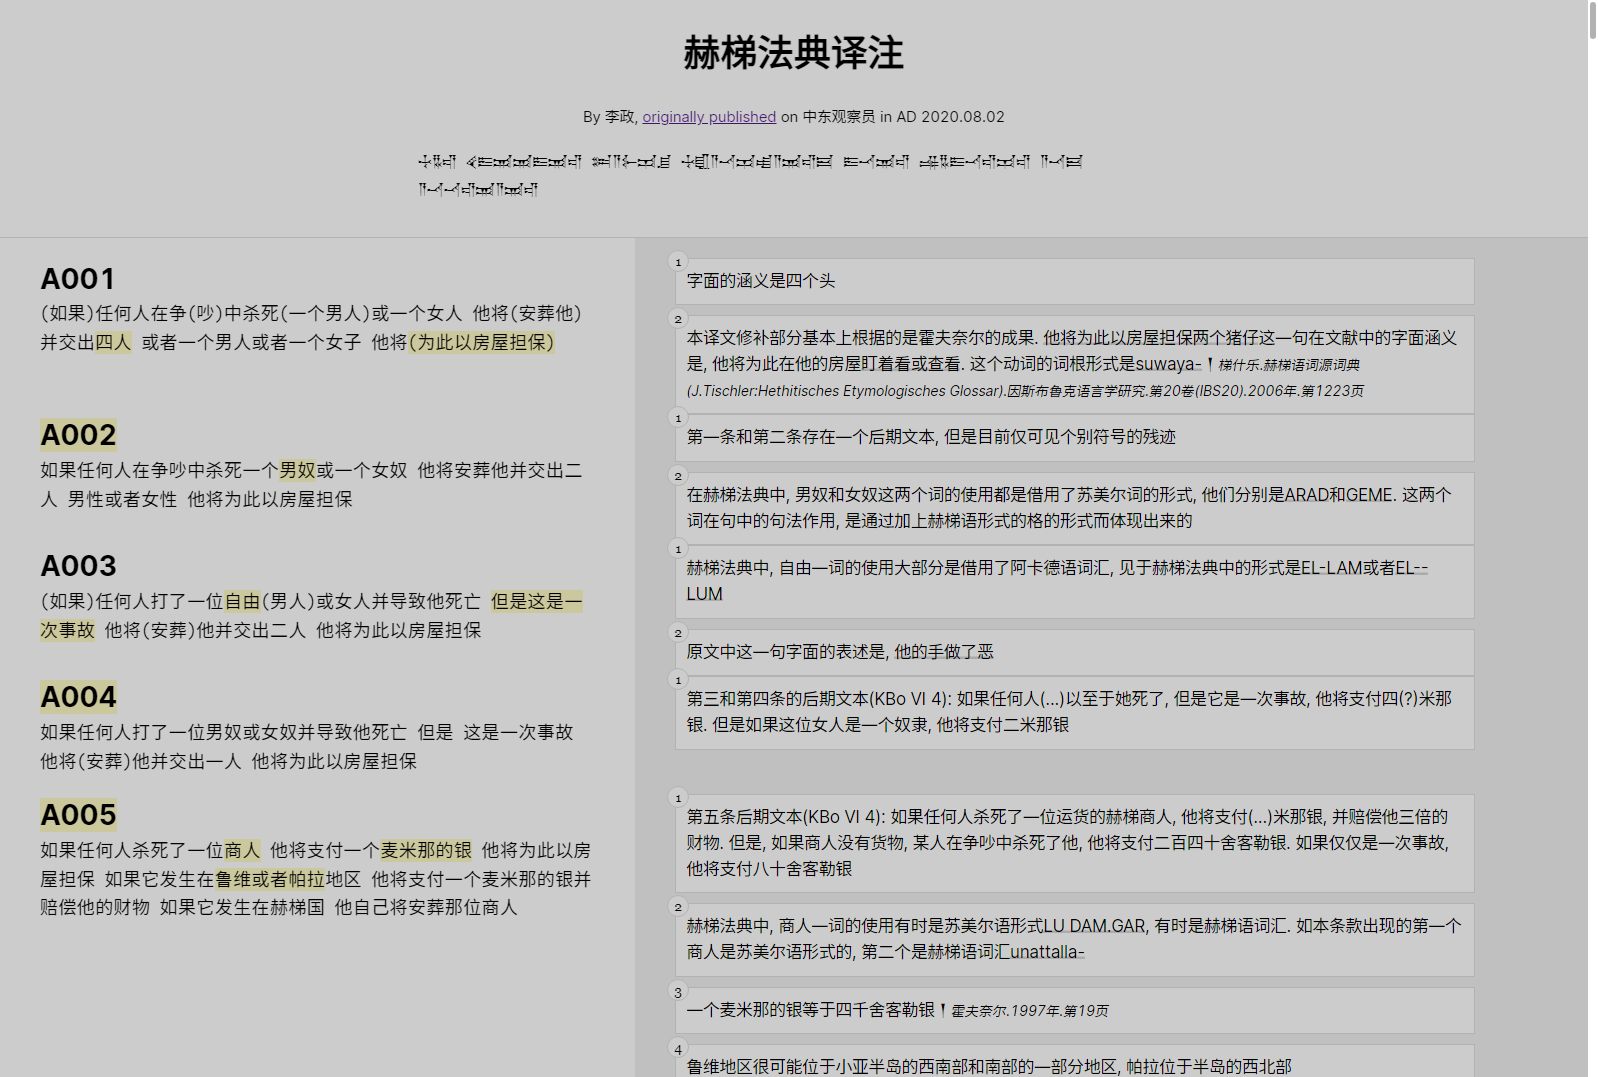 赫梯法典译注
By 李政, originally published on 中东观察员 in AD 2020.08.02
A001
(如果)任何人在争(吵)中杀死(一个男人)或一个女人 他将(安葬他)
并交出四人 或者一个男人或者一个女子 他将(为此以房屋担保)
A002
如果任何人在争吵中杀死一个男奴或一个女奴 他将安葬他并交出二
人 男性或者女性 他将为此以房屋担保
A003
(如果)任何人打了一位自由(男人)或女人并导致他死亡 但是这是一
次事故 他将(安葬)他并交出二人 他将为此以房屋担保
A004
如果任何人打了一位男奴或女奴并导致他死亡 但是 这是一次事故
他将(安葬)他并交出一人 他将为此以房屋担保
A005
如果任何人杀死了一位商人 他将支付一个麦米那的银 他将为此以房
屋担保 如果它发生在鲁维或者帕拉地区 他将支付一个麦米那的银并
赔偿他的财物 如果它发生在赫梯国 他自己将安葬那位商人
1
字面的涵义是四个头
2
本译文修补部分基本上根据的是霍夫奈尔的成果. 他将为此以房屋担保两个猪仔这一句在文献中的字面涵义
是, 他将为此在他的房屋盯着看或查看. 这个动词的词根形式是suwaya- 梯什乐.赫梯语词源词典
(J.Tischler:Hethitisches Etymologisches Glossar).因斯布鲁克语言学研究.第20卷(IBS20).2006年.第1223页
1
第一条和第二条存在一个后期文本, 但是目前仅可见个别符号的残迹
2
在赫梯法典中, 男奴和女奴这两个词的使用都是借用了苏美尔词的形式, 他们分别是ARAD和GEME. 这两个
词在句中的句法作用, 是通过加上赫梯语形式的格的形式而体现出来的
1
赫梯法典中, 自由一词的使用大部分是借用了阿卡德语词汇, 见于赫梯法典中的形式是EL-LAM或者EL--
LUM
2
原文中这一句字面的表述是, 他的手做了恶
1
第三和第四条的后期文本(KBo VI 4): 如果任何人(...)以至于她死了, 但是它是一次事故, 他将支付四(?)米那
银. 但是如果这位女人是一个奴隶, 他将支付二米那银
1
第五条后期文本(KBo VI 4): 如果任何人杀死了一位运货的赫梯商人, 他将支付(...)米那银, 并赔偿他三倍的
财物. 但是, 如果商人没有货物, 某人在争吵中杀死了他, 他将支付二百四十舍客勒银. 如果仅仅是一次事故,
他将支付八十舍客勒银
2
赫梯法典中, 商人一词的使用有时是苏美尔语形式LU DAM.GAR, 有时是赫梯语词汇. 如本条款出现的第一个
商人是苏美尔语形式的, 第二个是赫梯语词汇unattalla-
3
一个麦米那的银等于四千舍客勒银 霍夫奈尔.1997年.第19页
4
鲁维地区很可能位于小亚半岛的西南部和南部的一部分地区, 帕拉位于半岛的西北部